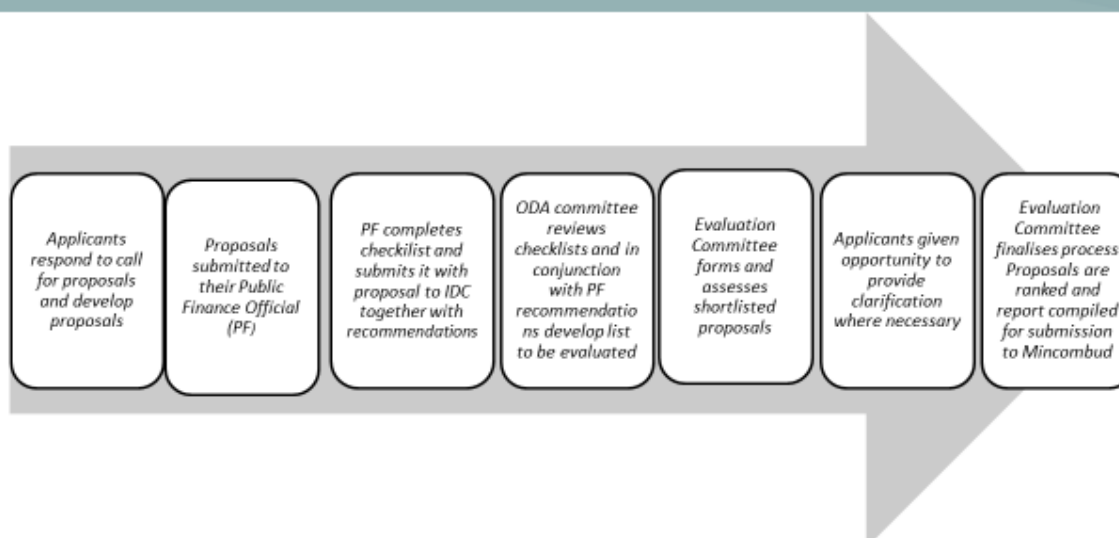 Applicants
respond to call
for proposals
and develop
proposals
Proposals
submitted to
their Public
Finance Official
(PF)
PF completes
checkilist and
submits it with
proposal to IDC
together with
recommendations
ODA committee
reviews
checklists and in
conjunction
with PF
recommendatio
ns develop list
to be evaluated
Evaluation
Committee
forms and
assesses
shortlisted
proposals
Applicants given
opportunity to
provide
clarification
where necessary
Evaluation
Committee
finalises process
Proposals are
ranked and
report compiled
for submission
to Mincombud